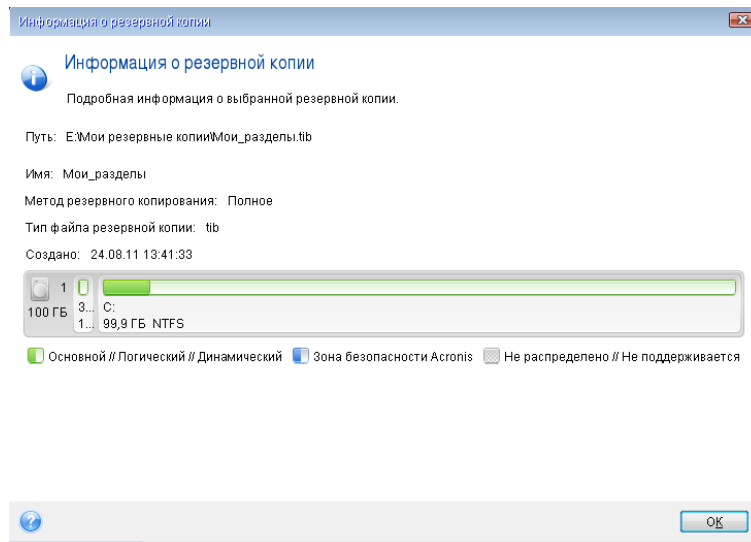 Информация о резервной копии
Информация о резервной копии
Подробная информация о выбранной резервной копии.
Путь: E:\Мои резервные копии\Мои_разделы.tib
Имя: Мои_разделы
Метод резервного копирования: Полное
Тип файла резервной копии: tib
Создано: 24.08.11 13:41:33
1
100 ГБ
З...
1...
C:
99,9 ГБ NTFS
Основной // Логический // Динамический Зона безопасности Acronis Не распределено // Не поддерживается
OK